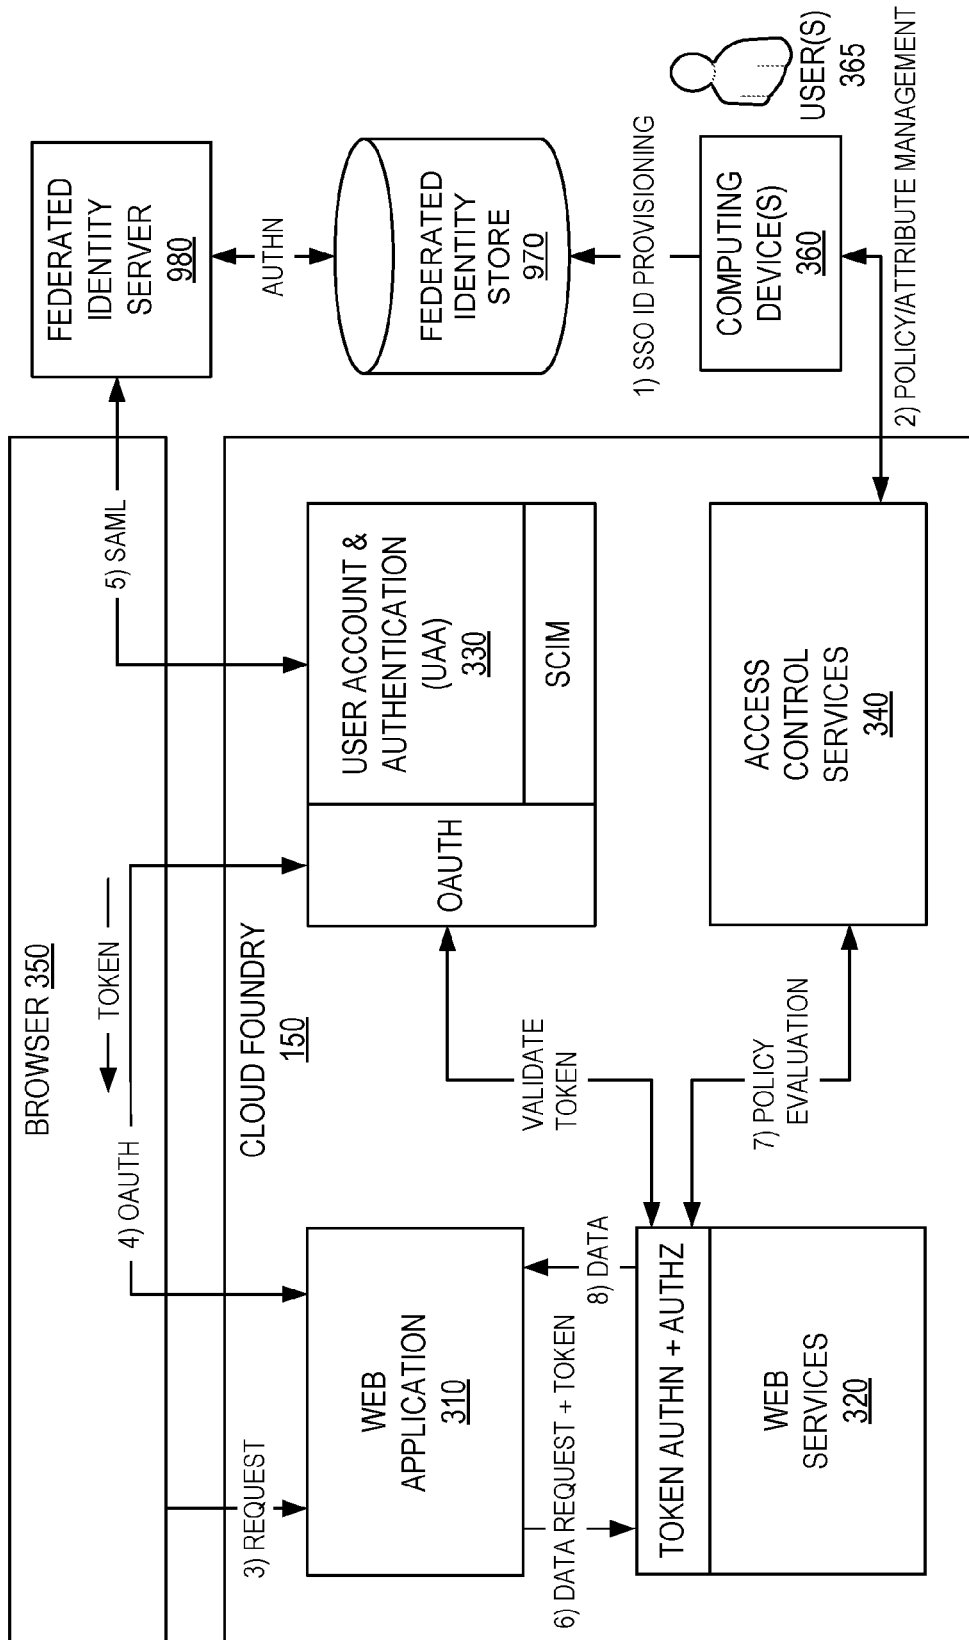 BROWSER 350
TOKEN
4) OAUTH
5) SAML
3) REQUEST
CLOUD FOUNDRY
150
FEDERATED
IDENTITY
SERVER
980
AUTHN
FEDERATED
IDENTITY
STORE
970
1) SSO ID PROVISIONING
COMPUTING
DEVICE(S)
360
USER(S)
365
2) POLICY/ATTRIBUTE MANAGEMENT
WEB
APPLICATION
310
OAUTH
USER ACCOUNT &
AUTHENTICATION
(UAA)
330
SCIM
VALIDATE
TOKEN
6) DATA REQUEST + TOKEN
8) DATA
TOKEN AUTHN + AUTHZ
WEB
SERVICES
320
7) POLICY
EVALUATION
ACCESS
CONTROL
SERVICES
340